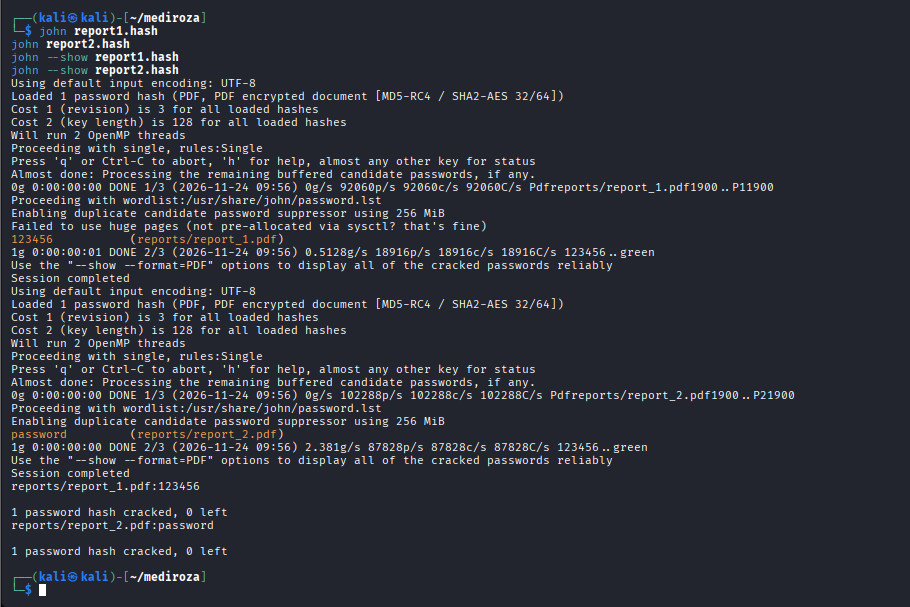 ┌──(kali㉿kali)-[~/mediroza]
└─$ john report1.hash
john report2.hash
john --show report1.hash
john --show report2.hash
Using default input encoding: UTF-8
Loaded 1 password hash (PDF, PDF encrypted document [MD5-RC4 / SHA2-AES 32/64])
Cost 1 (revision) is 3 for all loaded hashes
Cost 2 (key length) is 128 for all loaded hashes
Will run 2 OpenMP threads
Proceeding with single, rules:Single
Press 'q' or Ctrl-C to abort, 'h' for help, almost any other key for status
Almost done: Processing the remaining buffered candidate passwords, if any.
0g 0:00:00:00 DONE 1/3 (2026-11-24 09:56) 0g/s 92060p/s 92060c/s 92060C/s Pdfreports/report_1.pdf1900..P11900
Proceeding with wordlist:/usr/share/john/password.lst
Enabling duplicate candidate password suppressor using 256 MiB
Failed to use huge pages (not pre-allocated via sysctl? that's fine)
123456           (reports/report_1.pdf)
1g 0:00:00:01 DONE 2/3 (2026-11-24 09:56) 0.5128g/s 18916p/s 18916c/s 18916C/s 123456..green
Use the "--show --format=PDF" options to display all of the cracked passwords reliably
Session completed
Using default input encoding: UTF-8
Loaded 1 password hash (PDF, PDF encrypted document [MD5-RC4 / SHA2-AES 32/64])
Cost 1 (revision) is 3 for all loaded hashes
Cost 2 (key length) is 128 for all loaded hashes
Will run 2 OpenMP threads
Proceeding with single, rules:Single
Press 'q' or Ctrl-C to abort, 'h' for help, almost any other key for status
Almost done: Processing the remaining buffered candidate passwords, if any.
0g 0:00:00:00 DONE 1/3 (2026-11-24 09:56) 0g/s 102288p/s 102288c/s 102288C/s Pdfreports/report_2.pdf1900..P21900
Proceeding with wordlist:/usr/share/john/password.lst
Enabling duplicate candidate password suppressor using 256 MiB
password         (reports/report_2.pdf)
1g 0:00:00:00 DONE 2/3 (2026-11-24 09:56) 2.381g/s 87828p/s 87828c/s 87828C/s 123456..green
Use the "--show --format=PDF" options to display all of the cracked passwords reliably
Session completed
reports/report_1.pdf:123456

1 password hash cracked, 0 left
reports/report_2.pdf:password

1 password hash cracked, 0 left

┌──(kali㉿kali)-[~/mediroza]
└─$